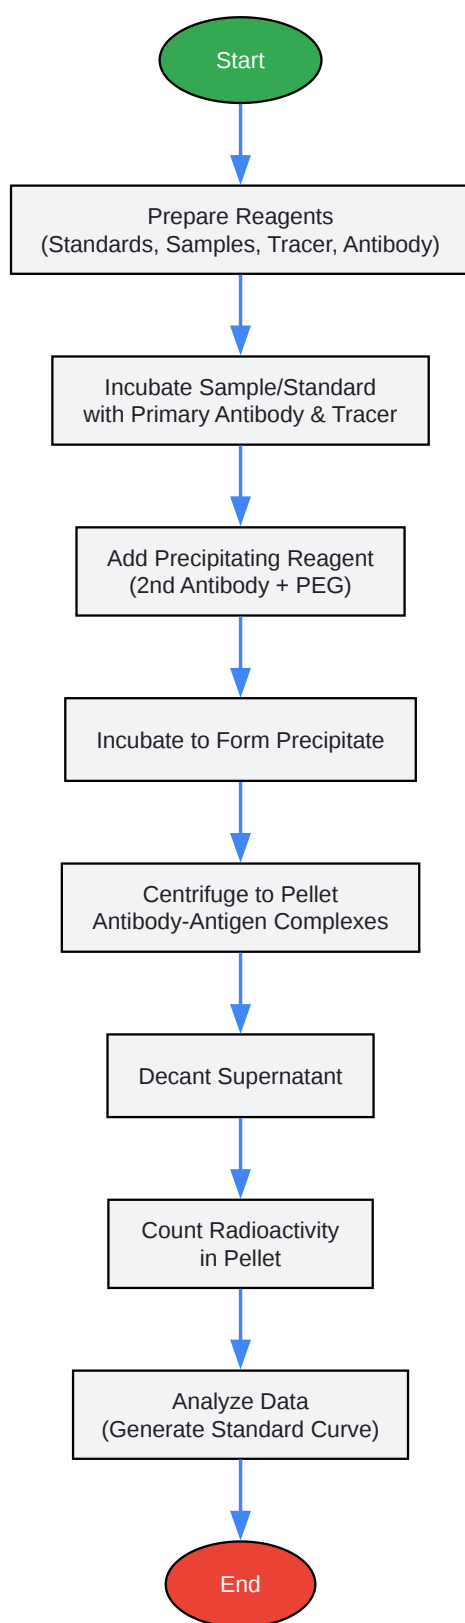 Start
Prepare Reagents
(Standards, Samples, Tracer, Antibody)
Incubate Sample/Standard
with Primary Antibody & Tracer
Add Precipitating Reagent
(2nd Antibody + PEG)
Incubate to Form Precipitate
Centrifuge to Pellet
Antibody-Antigen Complexes
Decant Supernatant
Count Radioactivity
in Pellet
Analyze Data
(Generate Standard Curve)
End